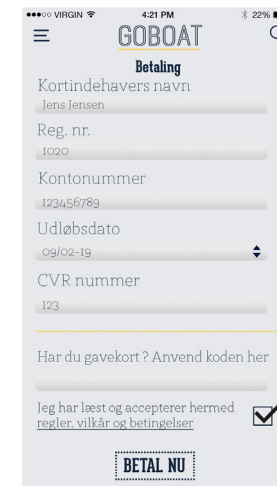 VIRGIN 4:21 PM 22%
GOBOAT
Betaling
Kortindehavers navn
Jens Jensen
Reg. nr.
1020
Kontonummer
123456789
Udløbsdato
09/02-19
CVR nummer
123
Har du gavekort ? Anvend koden her
Jeg har læst og accepterer hermed
regler, vilkår og betingelser
BETAL NU